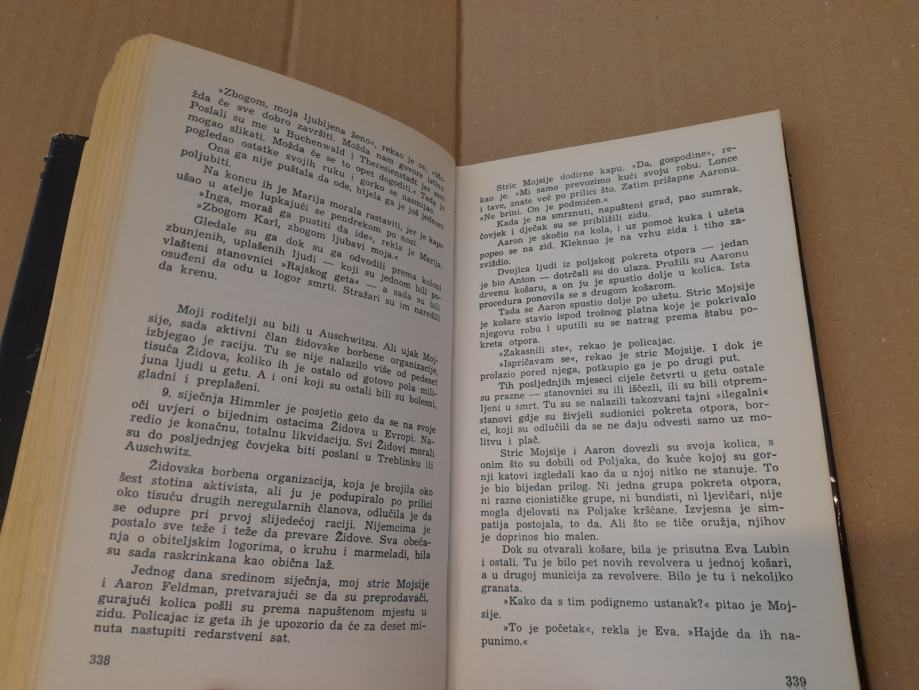 »Zbogom, moja ljubljena ženo«, rekao je on. »Mo-
žda će sve dobro završiti. Možda nam govore istinu.
Poslali su me u Buchenwald i Theresienstadt jer sam
mogao slikati. Možda će se to opet dogoditi.« Tada je
pogledao ostatke svojih ruku i gorko se nasmijao.
Ona ga nije puštala da ode, htjela ga je još jednom
poljubiti.
Na koncu ih je Marija morala rastaviti, jer je kapo
ušao u atelje lupkajući se pendrekom po nozi.
»Inga, moraš ga pustiti da ide«, rekla je Marija.
»Zbogom Karl, zbogom ljubavi moja.«
Gledale su ga dok su ga odvodili prema koloni
zbunjenih, uplašenih ljudi — koji su jednom bili po-
vlašteni stanovnici »Rajskog geta« — a sada su bili
osuđeni da odu u logor smrti. Stražari su im naredili
da krenu.
Moji roditelji su bili u Auschwitzu. Ali ujak Moj-
sije, sada aktivni član židovske borbene organizacije,
izbjegao je raciju. Tu se nije nalazilo više od pedeset
tisuća Židova, koliko ih je ostalo od gotovo pola mili-
juna ljudi u getu. A i oni koji su ostali bili su bolesni,
gladni i preplašeni.
9. siječnja Himmler je posjetio geto da se na svoje
oči uvjeri o bijednim ostacima Židova u Evropi. Na-
redio je konačnu, totalnu likvidaciju. Svi Židovi morali
su do posljednjeg čovjeka biti poslani u Treblinku ili
Auschwitz.
Židovska borbena organizacija, koja je brojila oko
šest stotina aktivista, ali ju je podupiralo po prilici
oko tisuću drugih neregularnih članova, odlučila je da
se odupre pri prvoj slijedećoj raciji. Nijemcima je
postalo sve teže i teže da prevare Židove. Sva obeća-
nja o obiteljskim logorima, o kruhu i marmeladi, bila
su sada raskrinkana kao obična laž.
Jednog dana sredinom siječnja, moj stric Mojsije
i Aaron Feldman, pretvarajući se da su preprodavači,
gurajući kolica pošli su prema napuštenom mjestu u
zidu. Policajac iz geta ih je upozorio da će za deset mi-
nuta nastupiti redarstveni sat.
338
Stric Mojsije dodirne kapu. »Da, gospodine«, re-
kao je. »Mi samo prevozimo kući svoju robu. Lonce
i tave, znate već po prilici što. Zatim prišapne Aaronu.
»Ne brini. On je podmićen.«
Kada je na smrznuti, napušteni grad, pao sumrak,
čovjek i dječak su se približili zidu.
Aaron je skočio na kola, i uz pomoć kuka i užeta
popeo se na zid. Kleknuo je na vrhu zida i tiho za-
zviždio.
Dvojica ljudi iz poljskog pokreta otpora — jedan
je bio Anton — dotrčali su do ulaza. Pružili su Aaronu
drvenu košaru, a on ju je spustio dolje u kolica. Ista
procedura ponovila se s drugom košarom.
Tada se Aaron spustio dolje po užetu. Stric Mojsije
je košare stavio ispod trošnog platna koje je pokrivalo
njegovu robu i uputili su se natrag prema štabu po-
kreta otpora.
»Zakasnili ste«, rekao je policajac.
»Ispričavam se«, rekao je stric Mojsije. I dok je
prolazio pored njega, potkupio ga je po drugi put.
Tih posljednjih mjeseci cijele četvrti u getu ostale
su prazne — stanovnici su ili iščezli, ili su bili otprem-
ljeni u smrt. Tu su se nalazili takozvani tajni »ilegalni«
stanovi gdje su živjeli sudionici pokreta otpora, bor-
ci, koji su odlučili da se ne daju odvesti samo uz mo-
litvu i plač.
Stric Mojsije i Aaron dovezli su svoja kolica, s
onim što su dobili od Poljaka, do kuće kojoj su gor-
nji katovi izgledali kao da u njoj nitko ne stanuje. To
je bio bijedan prilog. Ni jedna grupa pokreta otpora,
ni razne cionističke grupe, ni bundisti, ni ljevičari, nije
mogla djelovati na Poljake kršćane. Izvjesna je sim-
patija postojala, to da. Ali što se tiče oružja, njihov
je doprinos bio malen.
Dok su otvarali košare, bila je prisutna Eva Lubin
i ostali. Tu je bilo pet novih revolvera u jednoj košari,
a u drugoj municija za revolvere. Bilo je tu i nekoliko
granata.
»Kako da s tim podignemo ustanak?« pitao je Moj-
sije.
»To je početak«, rekla je Eva. »Hajde da ih na-
punimo.«
339